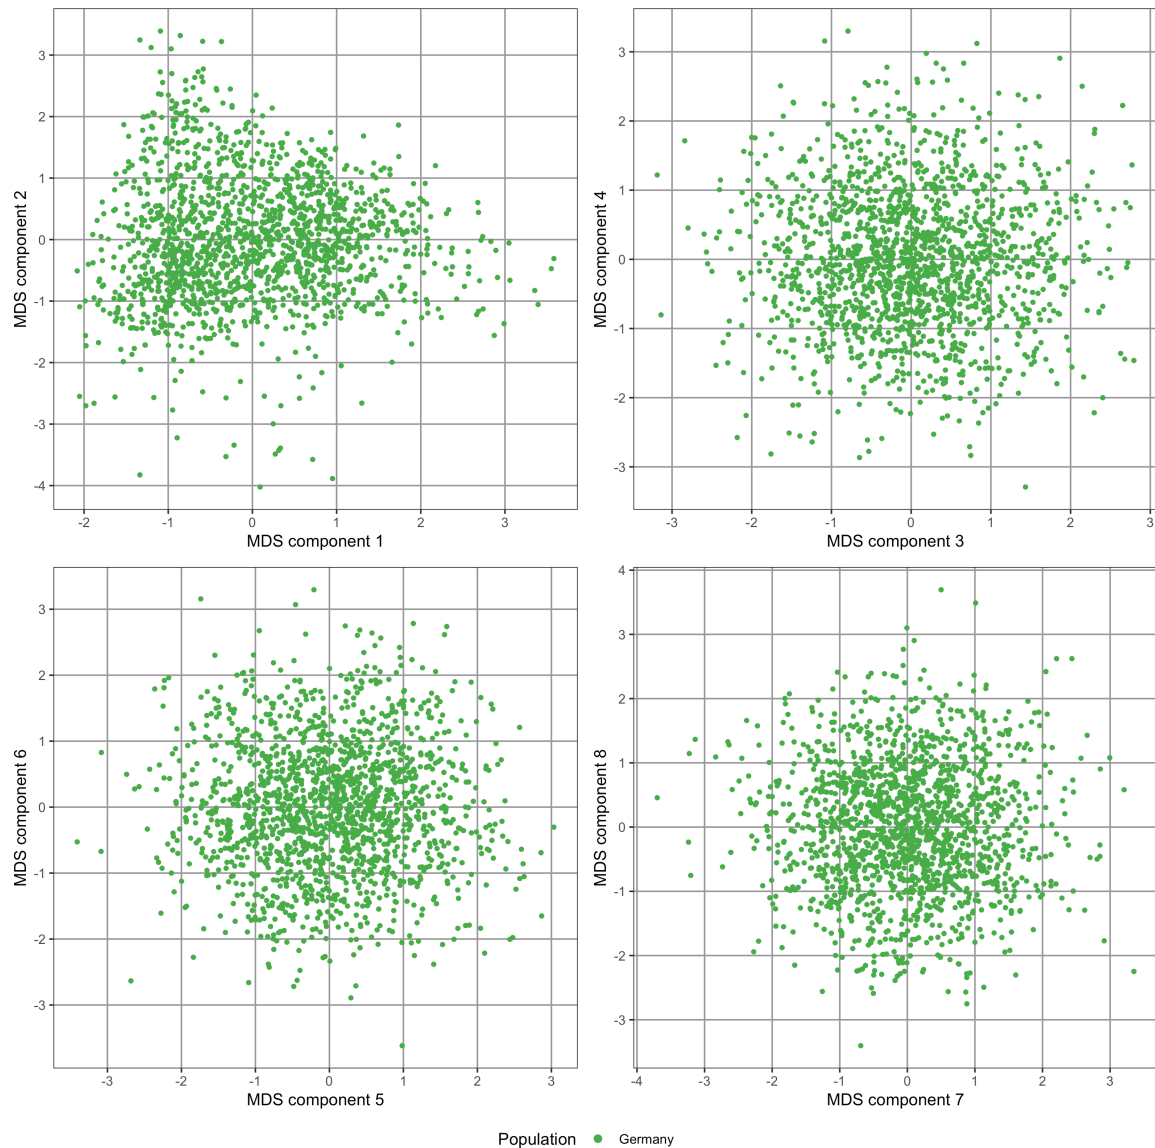 3
2
1
0
-1
-2
-3
-4
-2 -1 0 1 2 3
MDS component 1
MDS component 2
3
2
1
0
-1
-2
-3
-3 -2 -1 0 1 2 3
MDS component 3
MDS component 4
3
2
1
0
-1
-2
-3
-3 -2 -1 0 1 2 3
MDS component 5
MDS component 6
4
3
2
1
0
-1
-2
-3
-4 -3 -2 -1 0 1 2 3
MDS component 7
MDS component 8
Population Germany